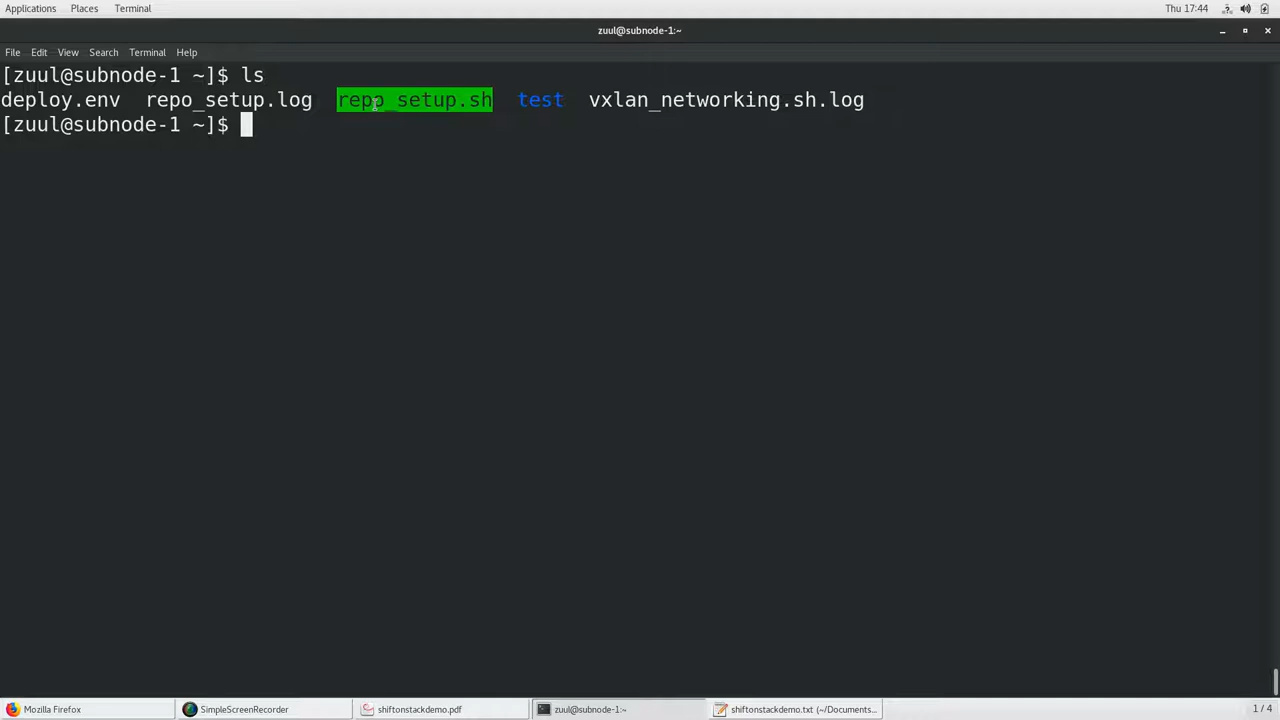 Applications Places Terminal Thu 17:44
zuul@subnode-1:~
File Edit View Search Terminal Help
[zuul@subnode-1 ~]$ ls
deploy.env repo_setup.log repo_setup.sh test vxlan_networking.sh.log
[zuul@subnode-1 ~]$
Mozilla Firefox SimpleScreenRecorder shiftonstackdemo.pdf zuul@subnode-1:~ shiftonstackdemo.txt (~/Documents... 1 / 4